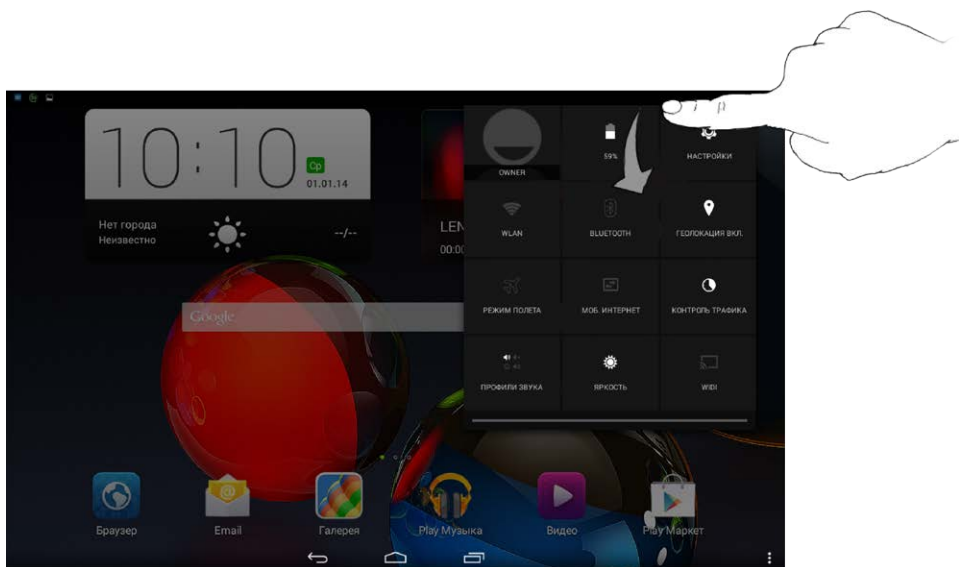 10:10
Ср
01.01.14
Нет города
Неизвестно
--/--
LEN
00:00
Google
OWNER
59%
НАСТРОЙКИ
WLAN
BLUETOOTH
ГЕОЛОКАЦИЯ ВКЛ.
РЕЖИМ ПОЛЕТА
МОБ. ИНТЕРНЕТ
КОНТРОЛЬ ТРАФИКА
ПРОФИЛИ ЗВУКА
ЯРКОСТЬ
WIDI
Браузер
Email
Галерея
Play Музыка
Видео
Play Маркет